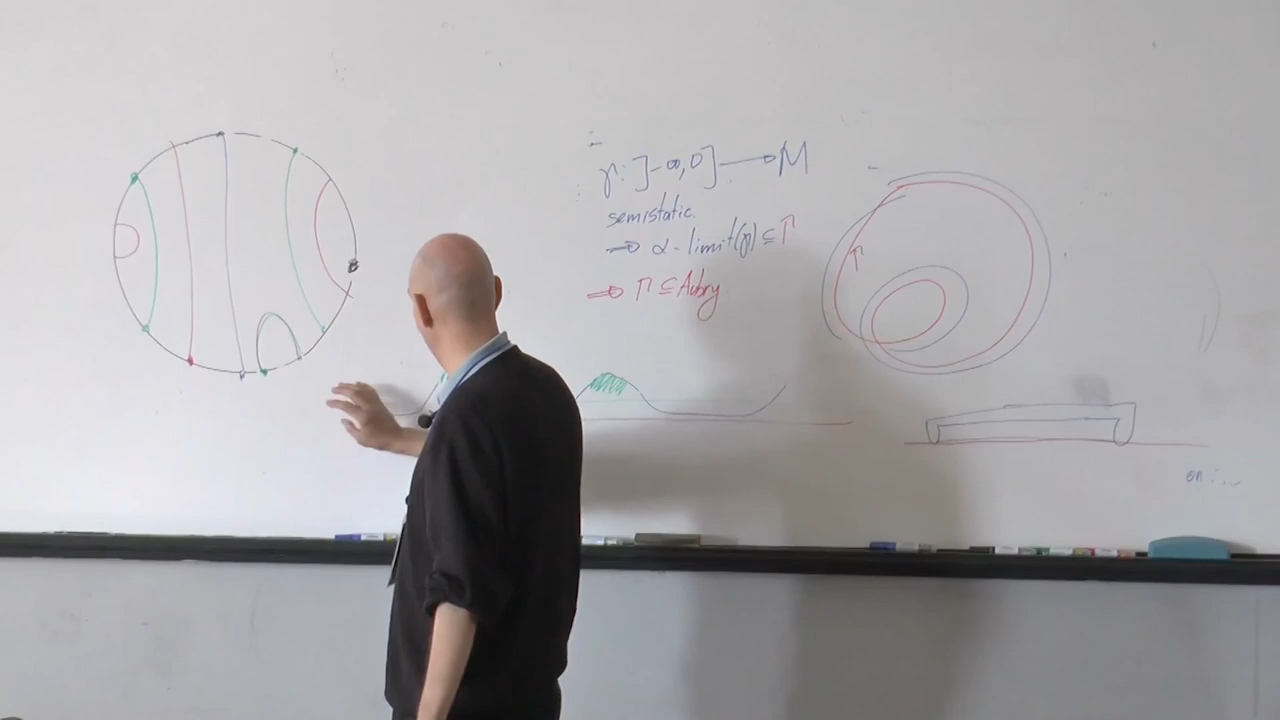 γ: ]-∞,0] → M
semistatic.
⇒ α-limit(γ) ⊆ Γ
⇒ Γ ⊆ Aubry
Γ